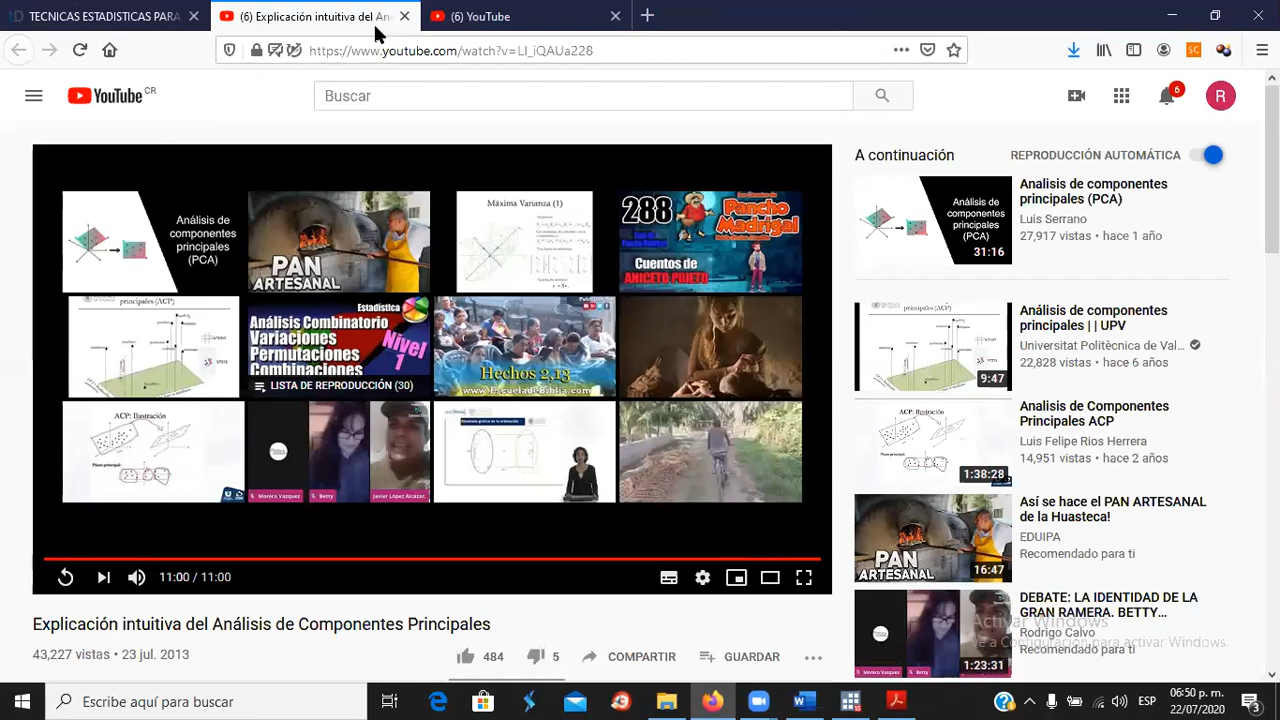 TECNICAS ESTADISTICAS PARA
(6) Explicación intuitiva del An
(6) YouTube
https://www.youtube.com/watch?v=LI_iQAUa228
YouTube CR
Buscar
6
R
Análisis de
componentes
principales
(PCA)
PAN
ARTESANAL
Máxima Varianza (1)
288
Pancho
Madrigal
Cuentos de
ANICETO PRIETO
principales (ACP)
Estadística
Análisis Combinatorio
Variaciones
Permutaciones
Combinaciones
Nivel
1
LISTA DE REPRODUCCIÓN (30)
Hechos 2,13
www.EscueladeBiblia.com
ACP: Ilustración
Plano principal:
Monica Vazquez
Betty
Javier López Alcázar
11:00 / 11:00
Explicación intuitiva del Análisis de Componentes Principales
43,227 vistas • 23 jul. 2013
484
5
COMPARTIR
GUARDAR
A continuación
REPRODUCCIÓN AUTOMÁTICA
Análisis de
componentes
principales
(PCA)
31:16
Analisis de componentes
principales (PCA)
Luis Serrano
27,917 vistas • hace 1 año
principales (ACP)
9:47
Análisis de componentes
principales | | UPV
Universitat Politècnica de Val...
22,828 vistas • hace 6 años
ACP: Ilustración
1:38:28
Analisis de Componentes
Principales ACP
Luis Felipe Rios Herrera
14,951 vistas • hace 2 años
PAN
ARTESANAL
16:47
Así se hace el PAN ARTESANAL
de la Huasteca!
EDUIPA
Recomendado para ti
1:23:31
DEBATE: LA IDENTIDAD DE LA
GRAN RAMERA. BETTY...
Rodrigo Calvo
Recomendado para ti
Activar Windows
Ve a Configuración para activar Windows.
Escribe aquí para buscar
ESP
06:50 p. m.
22/07/2020
3